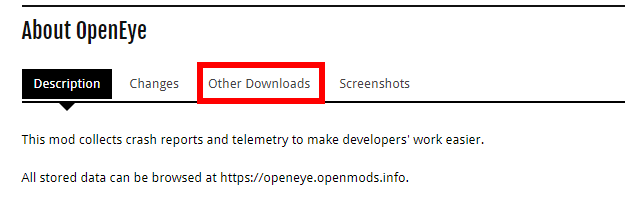 About OpenEye
Description Changes Other Downloads Screenshots
This mod collects crash reports and telemetry to make developers' work easier.
All stored data can be browsed at https://openeye.openmods.info.